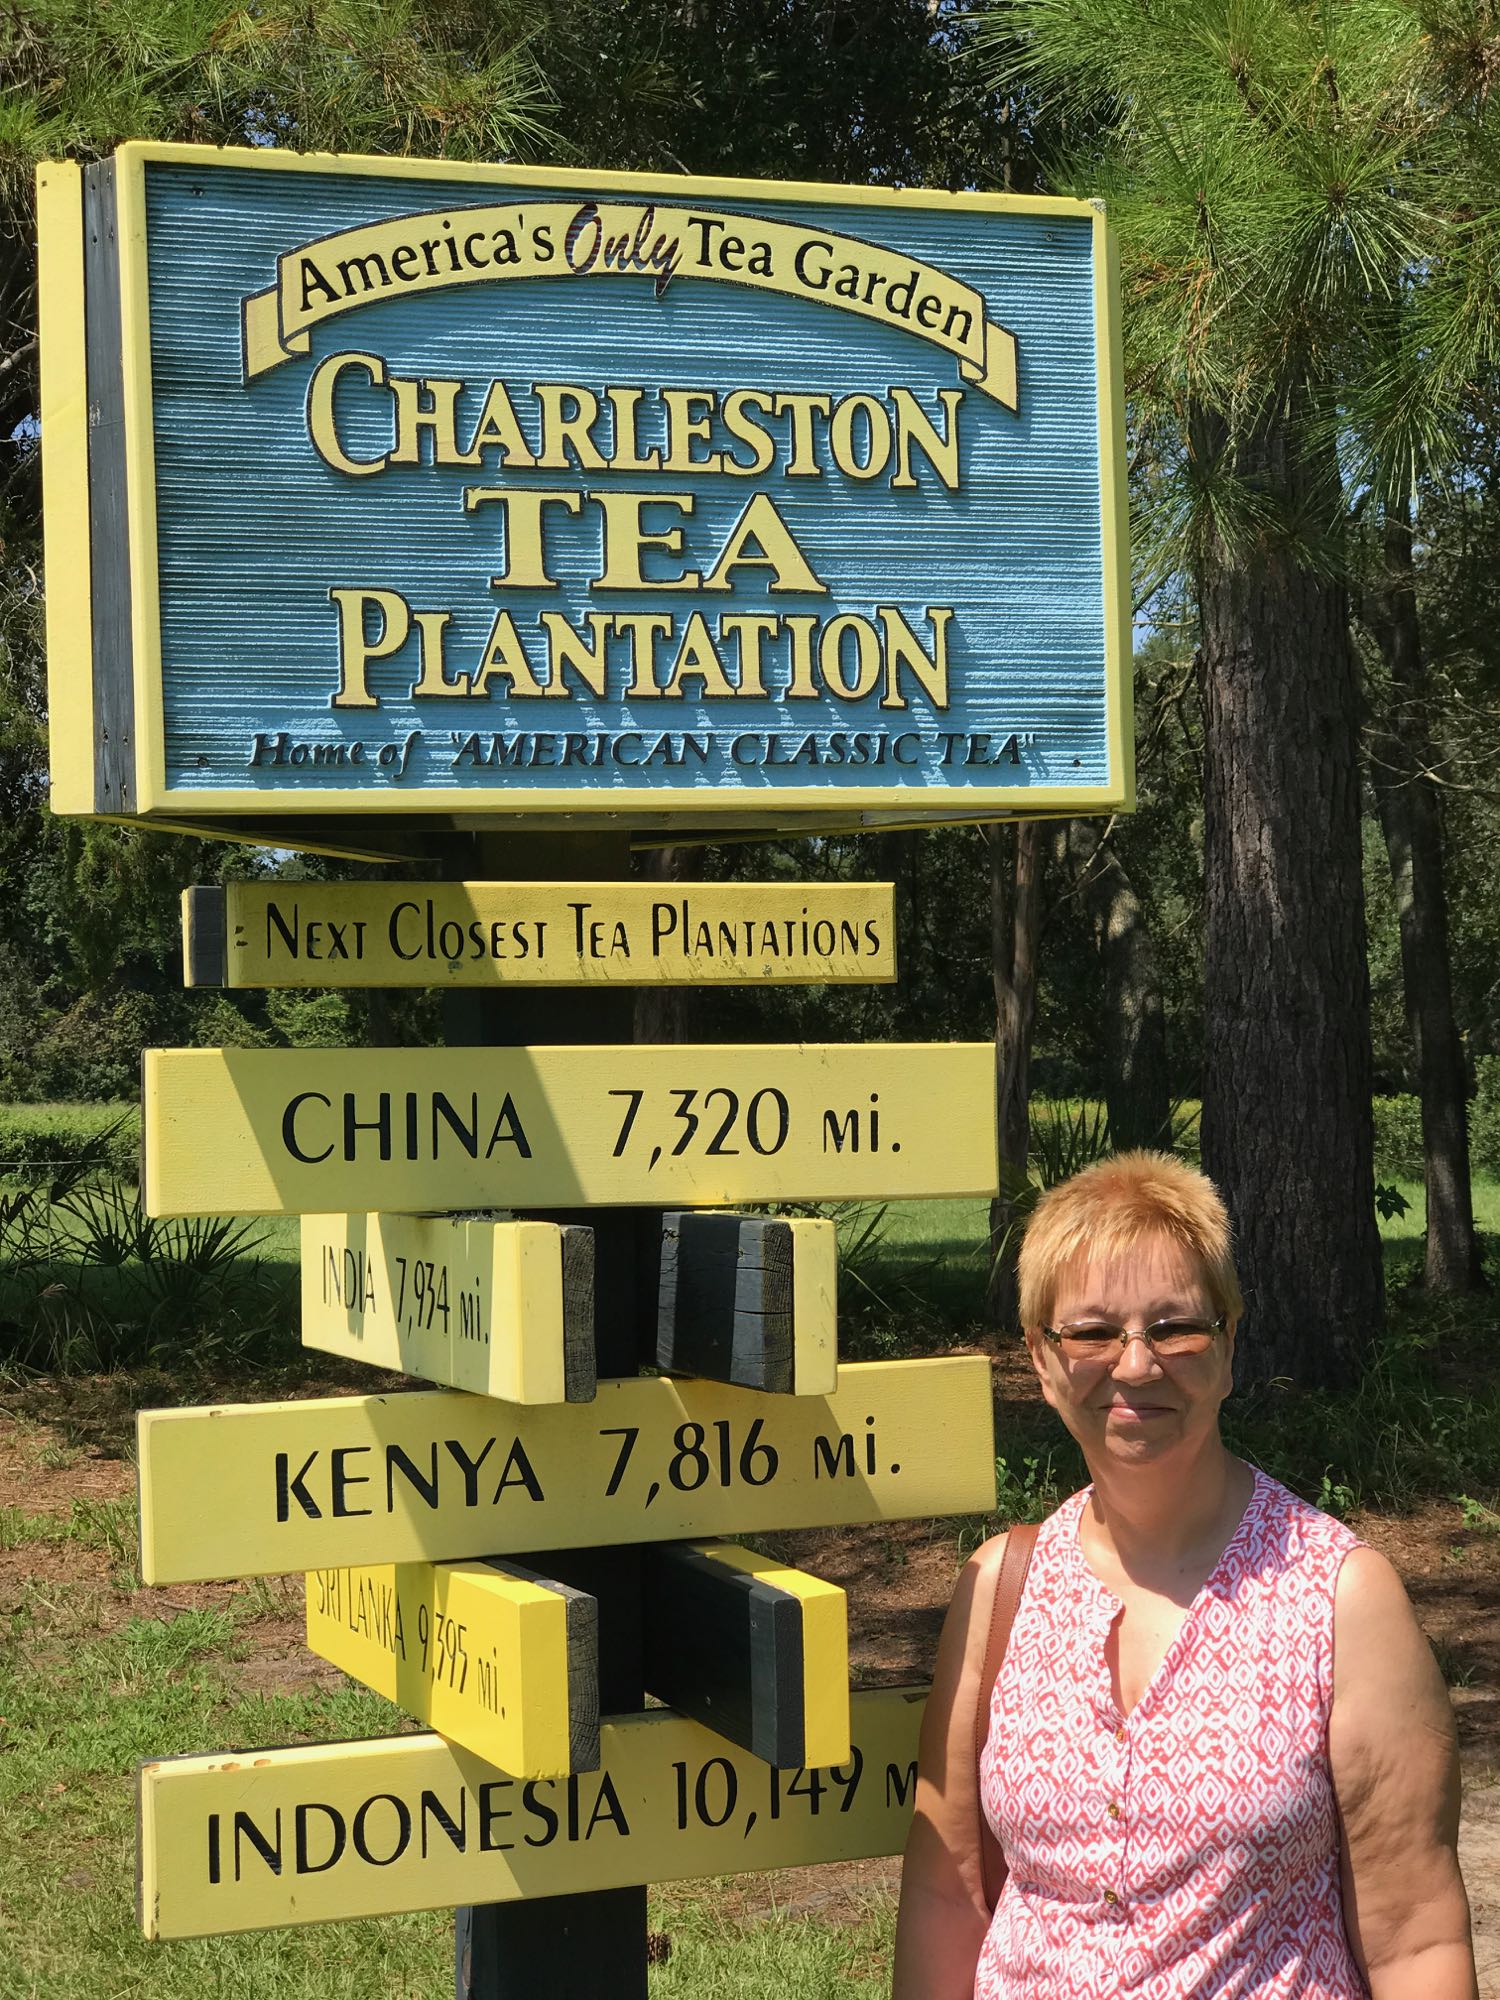 America's Only Tea Garden
CHARLESTON
TEA
PLANTATION
Home of "AMERICAN CLASSIC TEA"
NEXT CLOSEST TEA PLANTATIONS
CHINA 7,320 mi.
INDIA 7,934 mi.
KENYA 7,816 mi.
SRI LANKA 9,395 mi.
INDONESIA 10,149 M